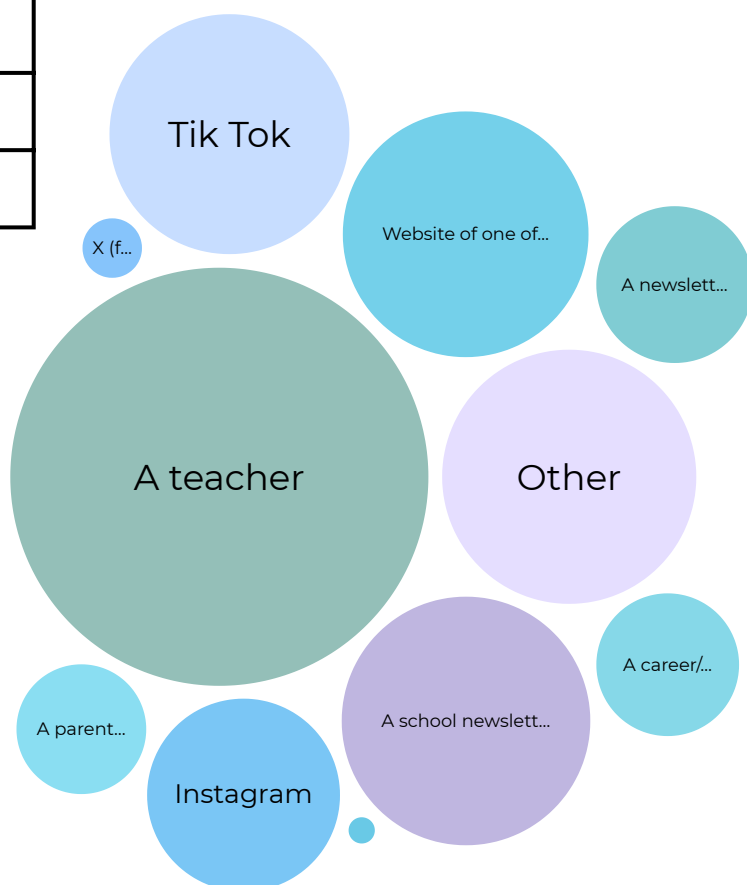 Tik Tok
Website of one of...
X (f...
A newslett...
A teacher
Other
A career/...
A school newslett...
A parent...
Instagram